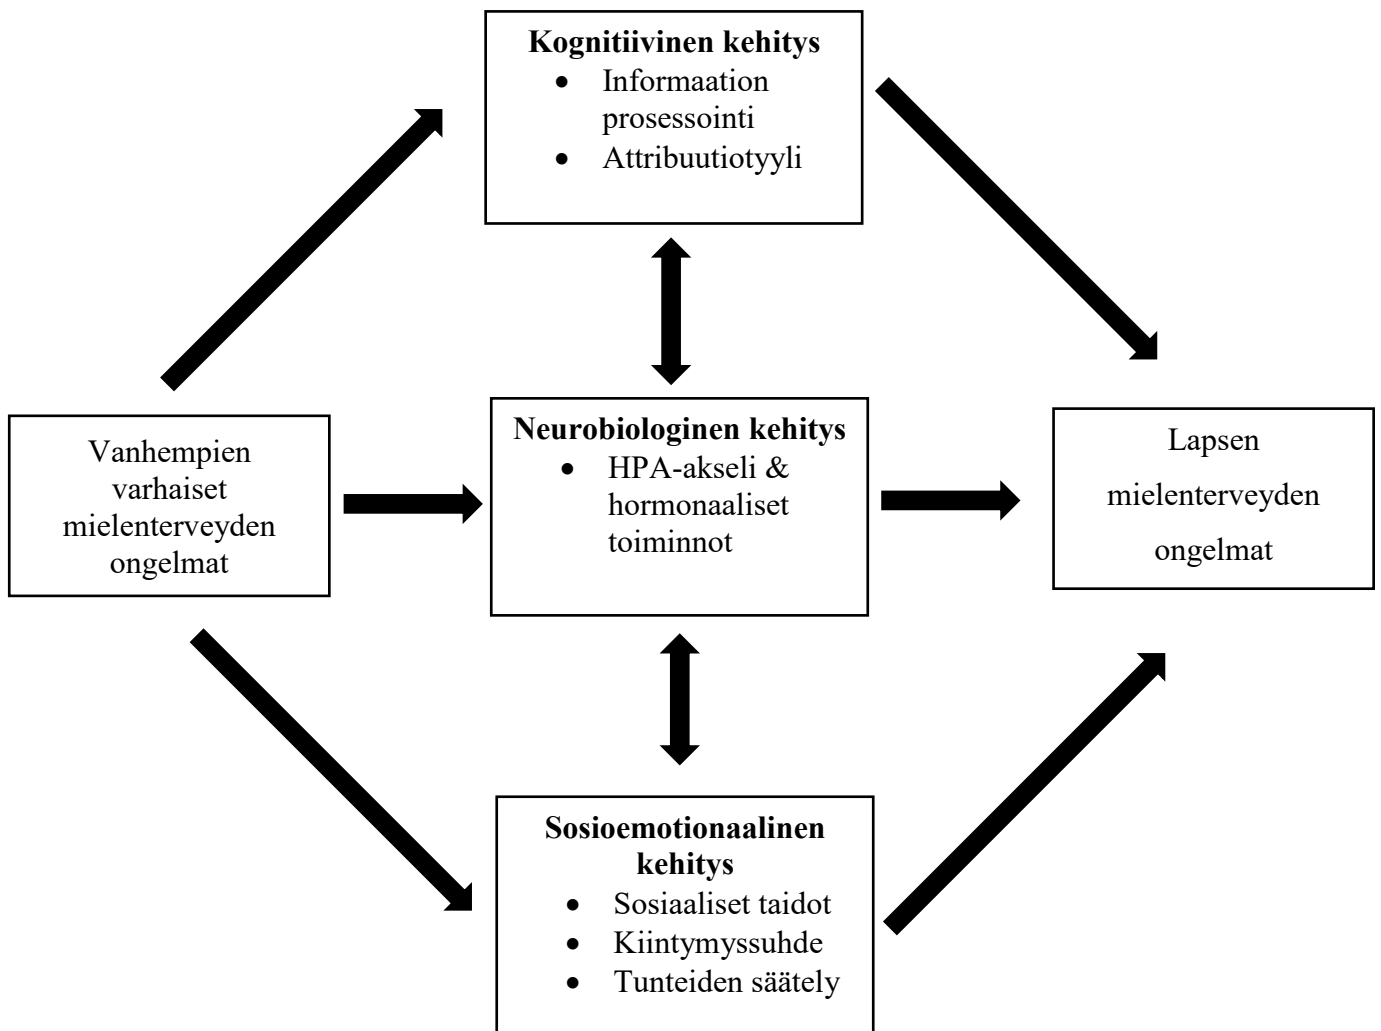 Kognitiivinen kehitys
• Informaation
prosessointi
• Attribuutiotyyli
Vanhempien
varhaiset
mielenterveyden
ongelmat
Neurobiologinen kehitys
• HPA-akseli &
hormonaaliset
toiminnot
Lapsen
mielenterveyden
ongelmat
Sosioemotionaalinen
kehitys
• Sosiaaliset taidot
• Kiintymyssuhde
• Tunteiden säätely